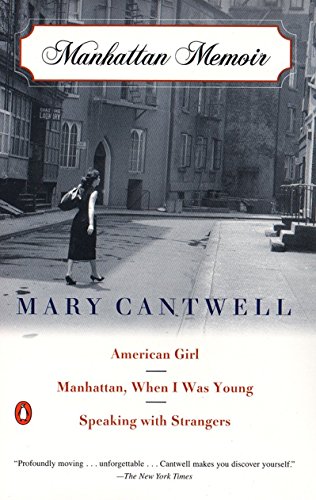 Manhattan Memoir
MARY CANTWELL
American Girl
Manhattan, When I Was Young
Speaking with Strangers
"Profoundly moving . . . unforgettable . . . Cantwell makes you discover yourself."
—The New York Times